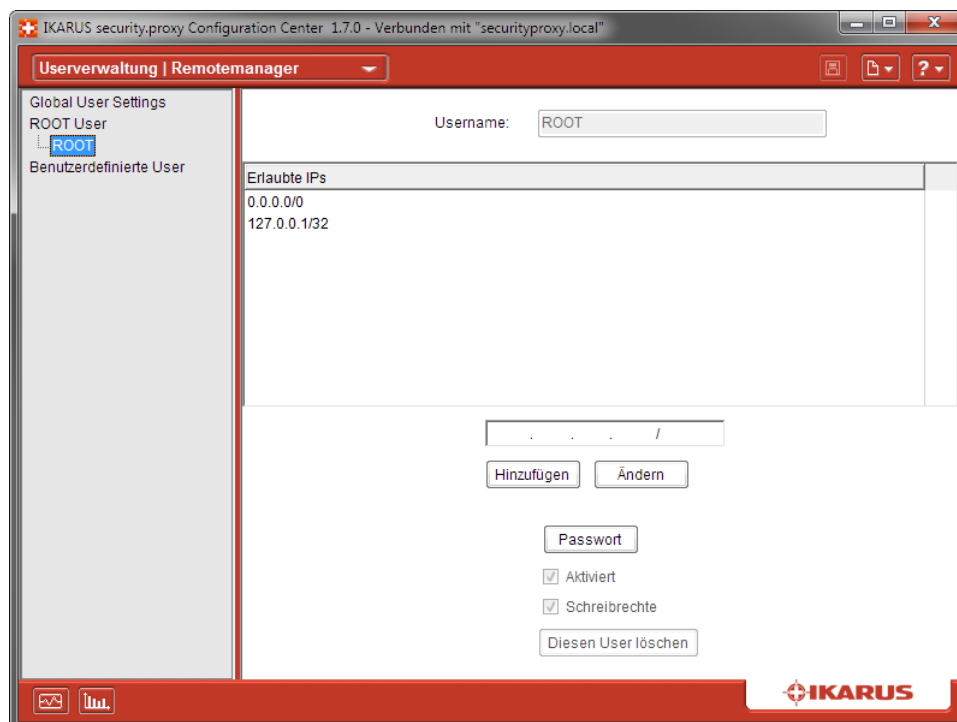 IKARUS security.proxy Configuration Center 1.7.0 - Verbunden mit "securityproxy.local"
Userverwaltung | Remotemanager
?
Global User Settings
ROOT User
ROOT
Benutzerdefinierte User
Username: ROOT
Erlaubte IPs
0.0.0.0/0
127.0.0.1/32
. . . /
Hinzufügen Ändern
Passwort
Aktiviert
Schreibrechte
Diesen User löschen
IKARUS